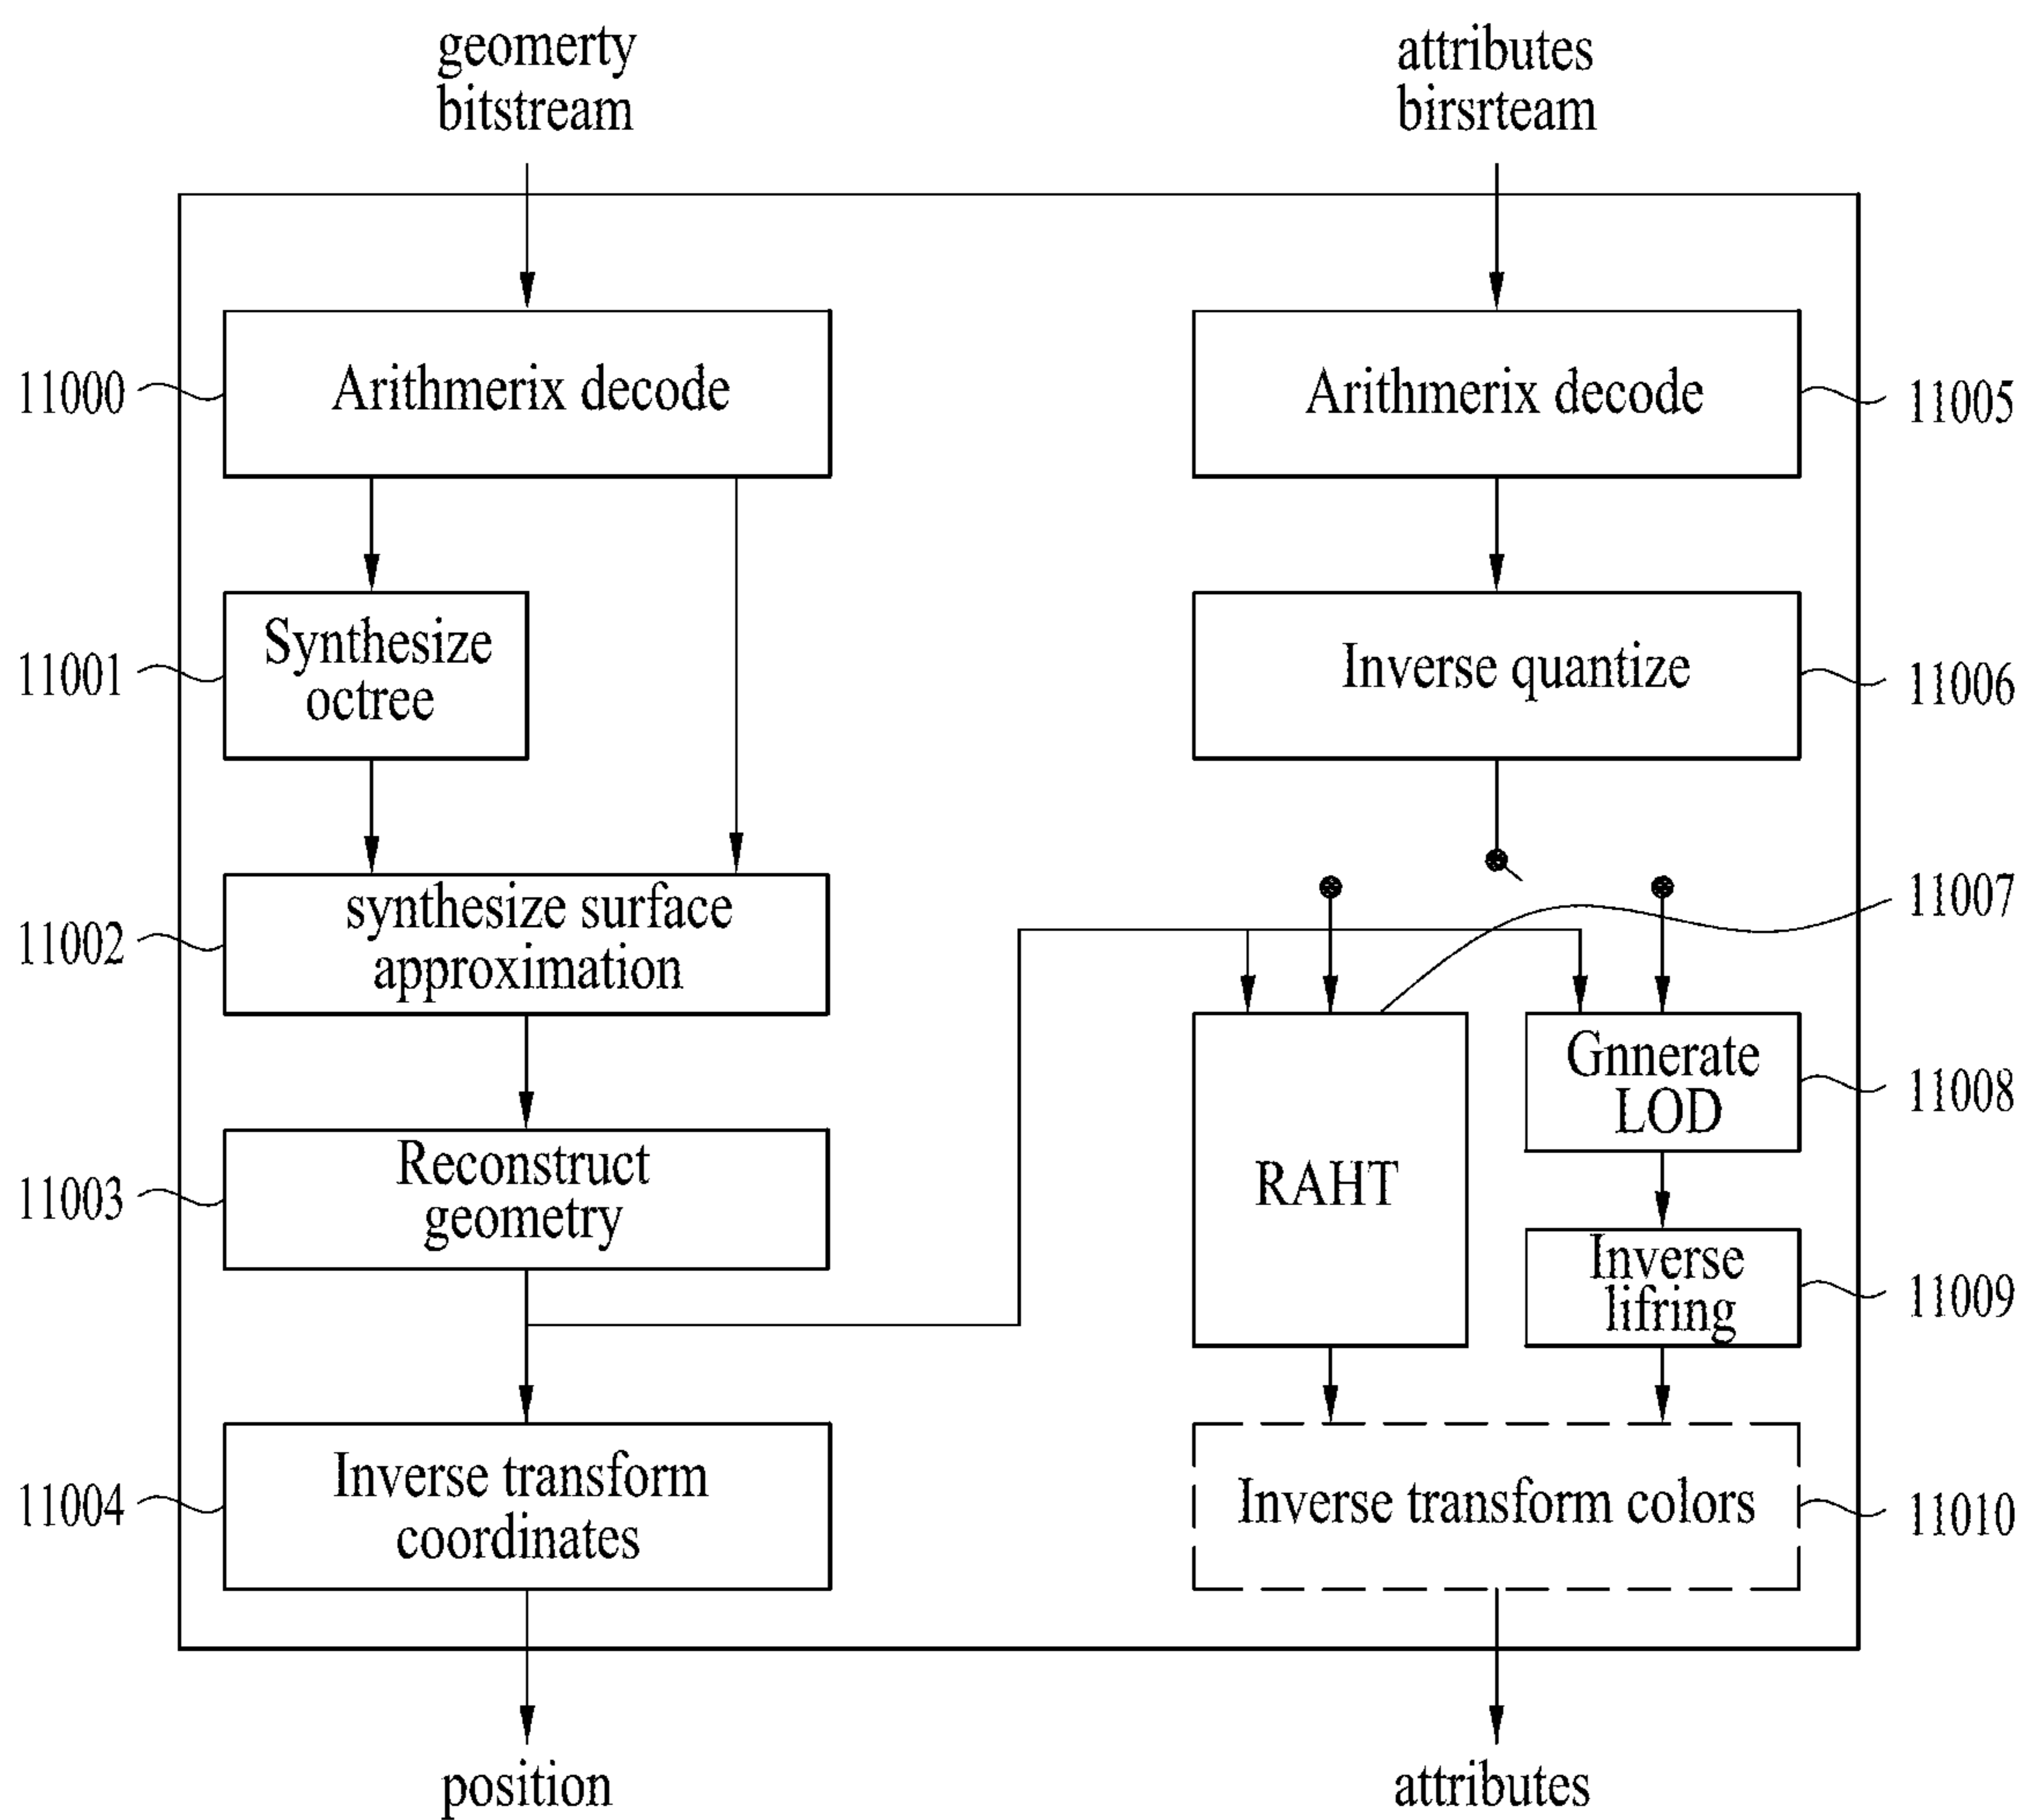 geomerty
bitstream
attributes
birsrteam
11000
Arithmerix decode
Arithmerix decode
11005
11001
Synthesize
octree
Inverse quantize
11006
11007
11002
synthesize surface
approximation
Gnnerate
LOD
11008
11003
Reconstruct
geometry
RAHT
Inverse
lifring
11009
11004
Inverse transform
coordinates
Inverse transform colors
11010
position
attributes